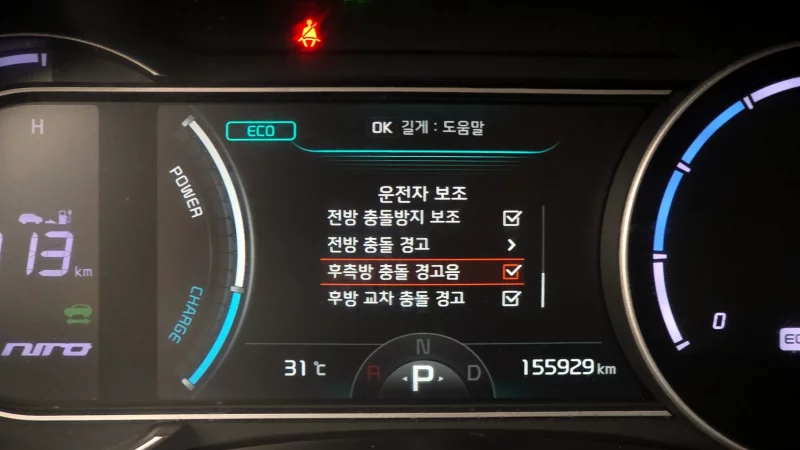 H
ECO
OK 길게 : 도움말
POWER
운전자 보조
전방 충돌방지 보조
전방 충돌 경고
후측방 충돌 경고음
후방 교차 충돌 경고
13 km
CHARGE
niro
0
N
31 ℃
R
P
D
155929 km